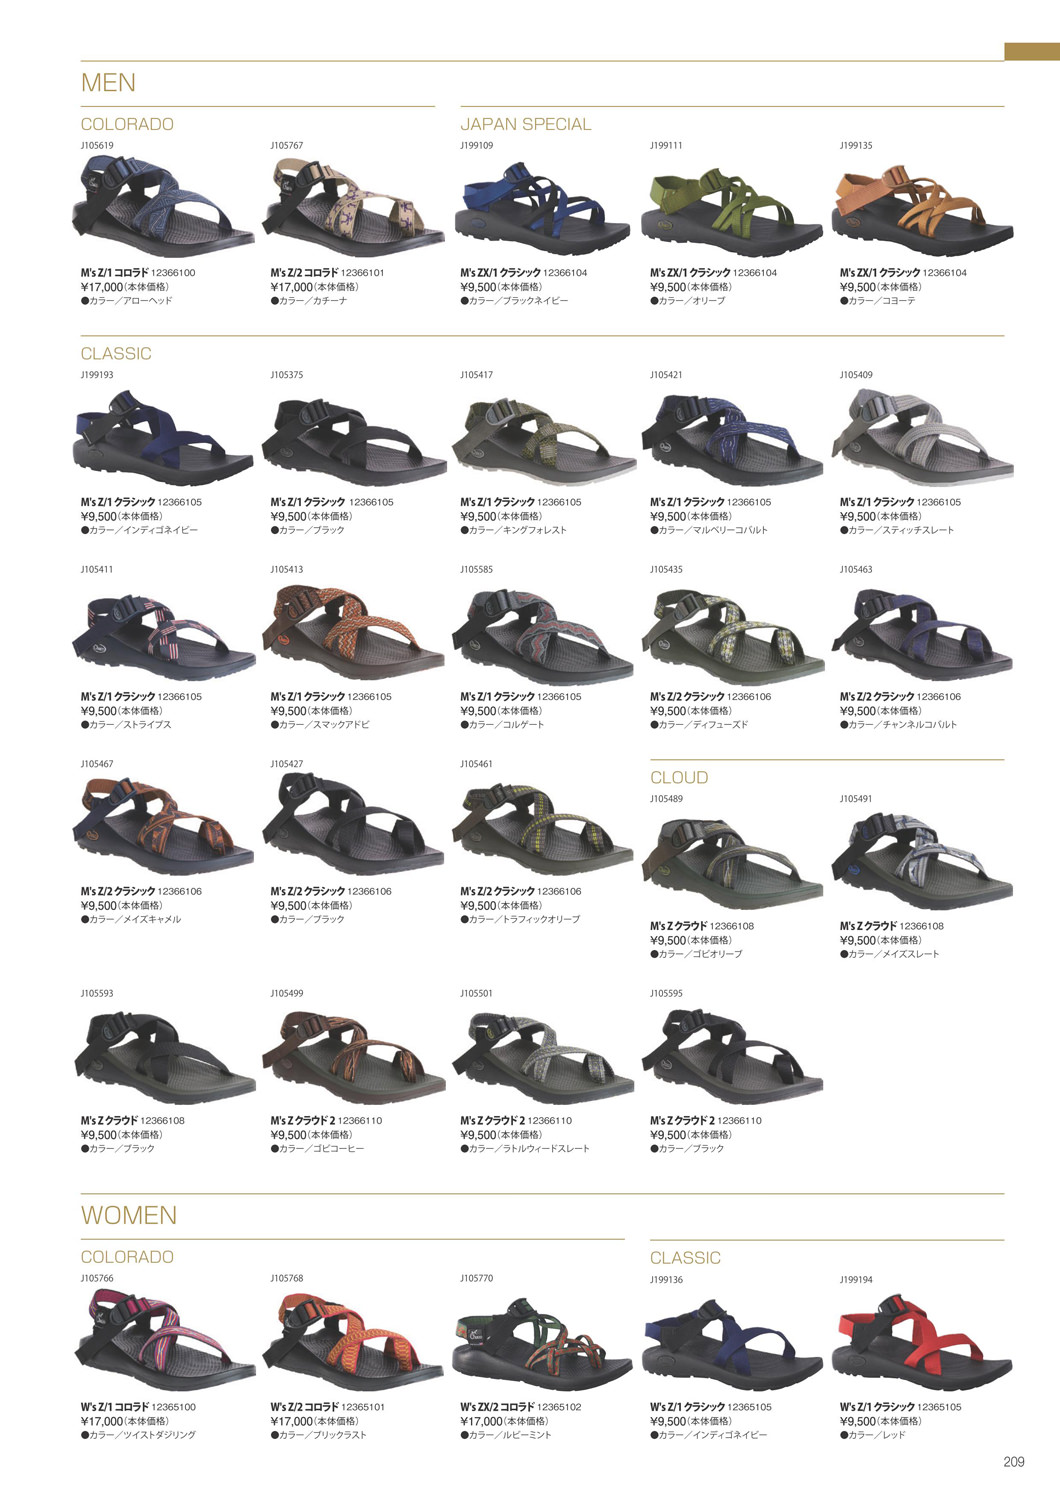 MEN
COLORADO
J105619
M's Z/1 コロラド 12366100
¥17,000(本体価格)
●カラー／アローヘッド
J105767
M's Z/2 コロラド 12366101
¥17,000(本体価格)
●カラー／カチーナ
JAPAN SPECIAL
J199109
M's ZX/1 クラシック 12366104
¥9,500(本体価格)
●カラー／ブラックネイビー
J199111
M's ZX/1 クラシック 12366104
¥9,500(本体価格)
●カラー／オリーブ
J199135
M's ZX/1 クラシック 12366104
¥9,500(本体価格)
●カラー／コヨーテ
CLASSIC
J199193
M's Z/1 クラシック 12366105
¥9,500(本体価格)
●カラー／インディゴネイビー
J105375
M's Z/1 クラシック 12366105
¥9,500(本体価格)
●カラー／ブラック
J105417
M's Z/1 クラシック 12366105
¥9,500(本体価格)
●カラー／キングフォレスト
J105421
M's Z/1 クラシック 12366105
¥9,500(本体価格)
●カラー／マルベリーコバルト
J105409
M's Z/1 クラシック 12366105
¥9,500(本体価格)
●カラー／スティッチスレート
J105411
M's Z/1 クラシック 12366105
¥9,500(本体価格)
●カラー／ストライプス
J105413
M's Z/1 クラシック 12366105
¥9,500(本体価格)
●カラー／スマックアドビ
J105585
M's Z/1 クラシック 12366105
¥9,500(本体価格)
●カラー／コルゲート
J105435
M's Z/2 クラシック 12366106
¥9,500(本体価格)
●カラー／ディフューズド
J105463
M's Z/2 クラシック 12366106
¥9,500(本体価格)
●カラー／チャンネルコバルト
J105467
M's Z/2 クラシック 12366106
¥9,500(本体価格)
●カラー／メイズキャメル
J105427
M's Z/2 クラシック 12366106
¥9,500(本体価格)
●カラー／ブラック
J105461
M's Z/2 クラシック 12366106
¥9,500(本体価格)
●カラー／トラフィックオリーブ
CLOUD
J105489
M's Z クラウド 12366108
¥9,500(本体価格)
●カラー／ゴビオリーブ
J105491
M's Z クラウド 12366108
¥9,500(本体価格)
●カラー／メイズスレート
J105593
M's Z クラウド 12366108
¥9,500(本体価格)
●カラー／ブラック
J105499
M's Z クラウド 2 12366110
¥9,500(本体価格)
●カラー／ゴビコーヒー
J105501
M's Z クラウド 2 12366110
¥9,500(本体価格)
●カラー／ラトルウィードスレート
J105595
M's Z クラウド 2 12366110
¥9,500(本体価格)
●カラー／ブラック
WOMEN
COLORADO
J105766
W's Z/1 コロラド 12365100
¥17,000(本体価格)
●カラー／ツイストダジリング
J105768
W's Z/2 コロラド 12365101
¥17,000(本体価格)
●カラー／ブリックラスト
J105770
W's ZX/2 コロラド 12365102
¥17,000(本体価格)
●カラー／ルビーミント
CLASSIC
J199136
W's Z/1 クラシック 12365105
¥9,500(本体価格)
●カラー／インディゴネイビー
J199194
W's Z/1 クラシック 12365105
¥9,500(本体価格)
●カラー／レッド
209